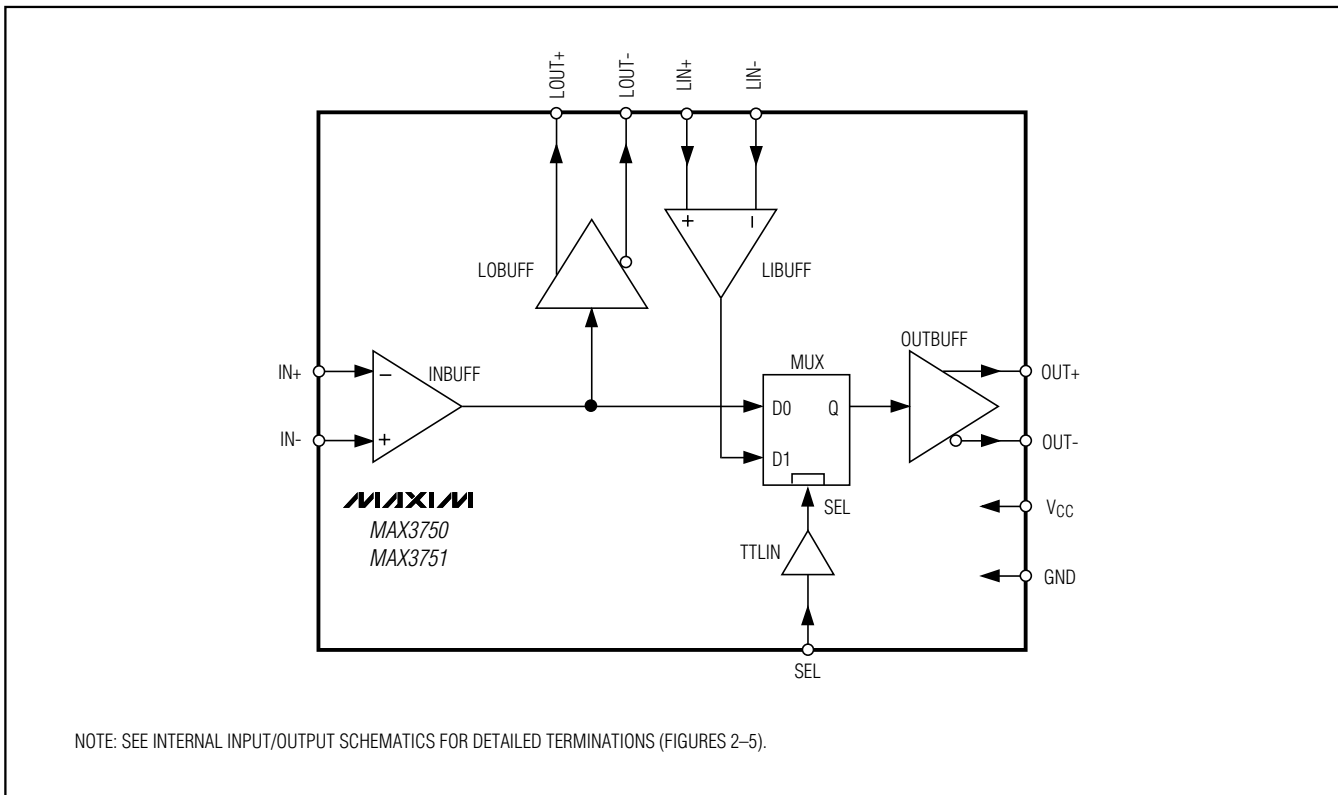 LOUT+
LOUT-
LIN+
LIN-
+ −
LOBUFF
LIBUFF
OUTBUFF
IN+
−
INBUFF
MUX
OUT+
D0 Q
IN-
+
OUT-
D1
MAXIM
SEL
VCC
MAX3750
MAX3751
TTLIN
GND
SEL
NOTE: SEE INTERNAL INPUT/OUTPUT SCHEMATICS FOR DETAILED TERMINATIONS (FIGURES 2–5).